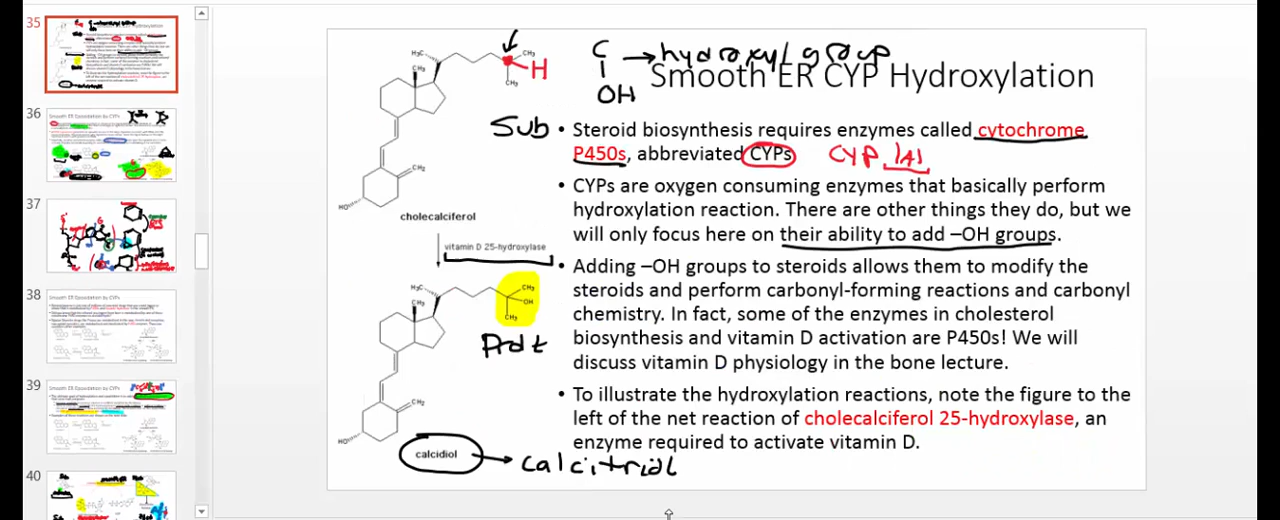 35
36
37
38
39
40
C
OH
→hydroxyl group
Smooth ER CYP Hydroxylation
Sub
• Steroid biosynthesis requires enzymes called cytochrome
P450s, abbreviated CYPs
CYP 1A1
• CYPs are oxygen consuming enzymes that basically perform
hydroxylation reaction. There are other things they do, but we
will only focus here on their ability to add –OH groups.
• Adding –OH groups to steroids allows them to modify the
steroids and perform carbonyl-forming reactions and carbonyl
chemistry. In fact, some of the enzymes in cholesterol
biosynthesis and vitamin D activation are P450s! We will
discuss vitamin D physiology in the bone lecture.
• To illustrate the hydroxylation reactions, note the figure to the
left of the net reaction of cholecalciferol 25-hydroxylase, an
enzyme required to activate vitamin D.
H₃C
CH₃
CH₃
H
CH₃
CH₂
HO
cholecalciferol
vitamin D 25-hydroxylase
H₃C
CH₃
CH₃
OH
CH₃
Pdt
CH₂
HO
calcidiol
→calcitriol